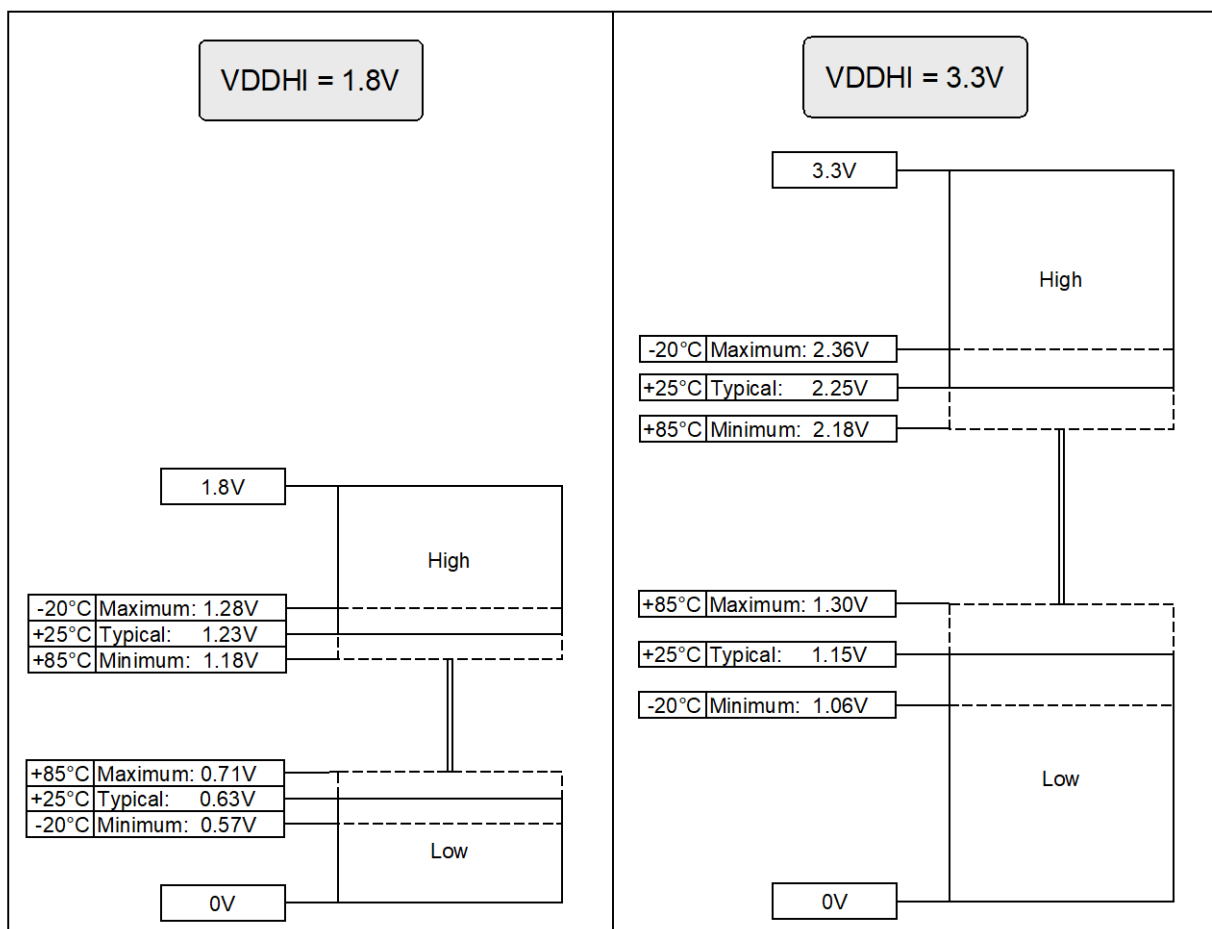 VDDHI = 1.8V
1.8V
High
-20°C Maximum: 1.28V
+25°C Typical: 1.23V
+85°C Minimum: 1.18V
+85°C Maximum: 0.71V
+25°C Typical: 0.63V
-20°C Minimum: 0.57V
Low
0V
VDDHI = 3.3V
3.3V
High
-20°C Maximum: 2.36V
+25°C Typical: 2.25V
+85°C Minimum: 2.18V
+85°C Maximum: 1.30V
+25°C Typical: 1.15V
-20°C Minimum: 1.06V
Low
0V